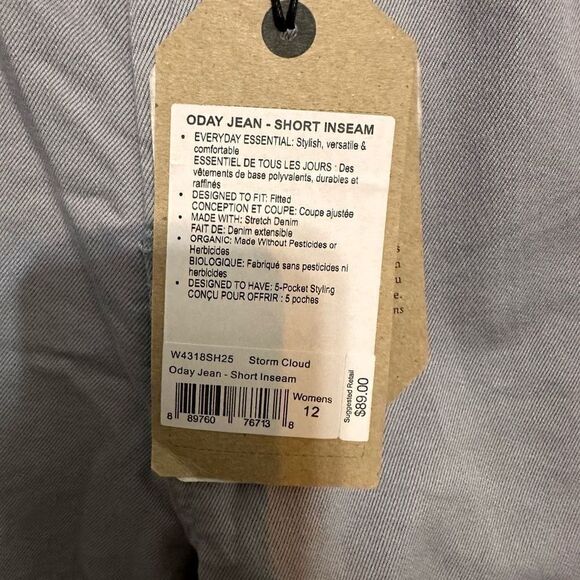 ODAY JEAN - SHORT INSEAM
• EVERYDAY ESSENTIAL: Stylish, versatile &
comfortable
ESSENTIEL DE TOUS LES JOURS : Des
vêtements de base polyvalents, durables et
raffinés
• DESIGNED TO FIT: Fitted
CONCEPTION ET COUPE: Coupe ajustée
• MADE WITH: Stretch Denim
FAIT DE: Denim extensible
• ORGANIC: Made Without Pesticides or
Herbicides
BIOLOGIQUE: Fabriqué sans pesticides ni
herbicides
• DESIGNED TO HAVE: 5-Pocket Styling
CONÇU POUR OFFRIR : 5 poches
W4318SH25 Storm Cloud
Oday Jean - Short Inseam
Womens
12
8 89760 76713 8
Suggested Retail
$89.00